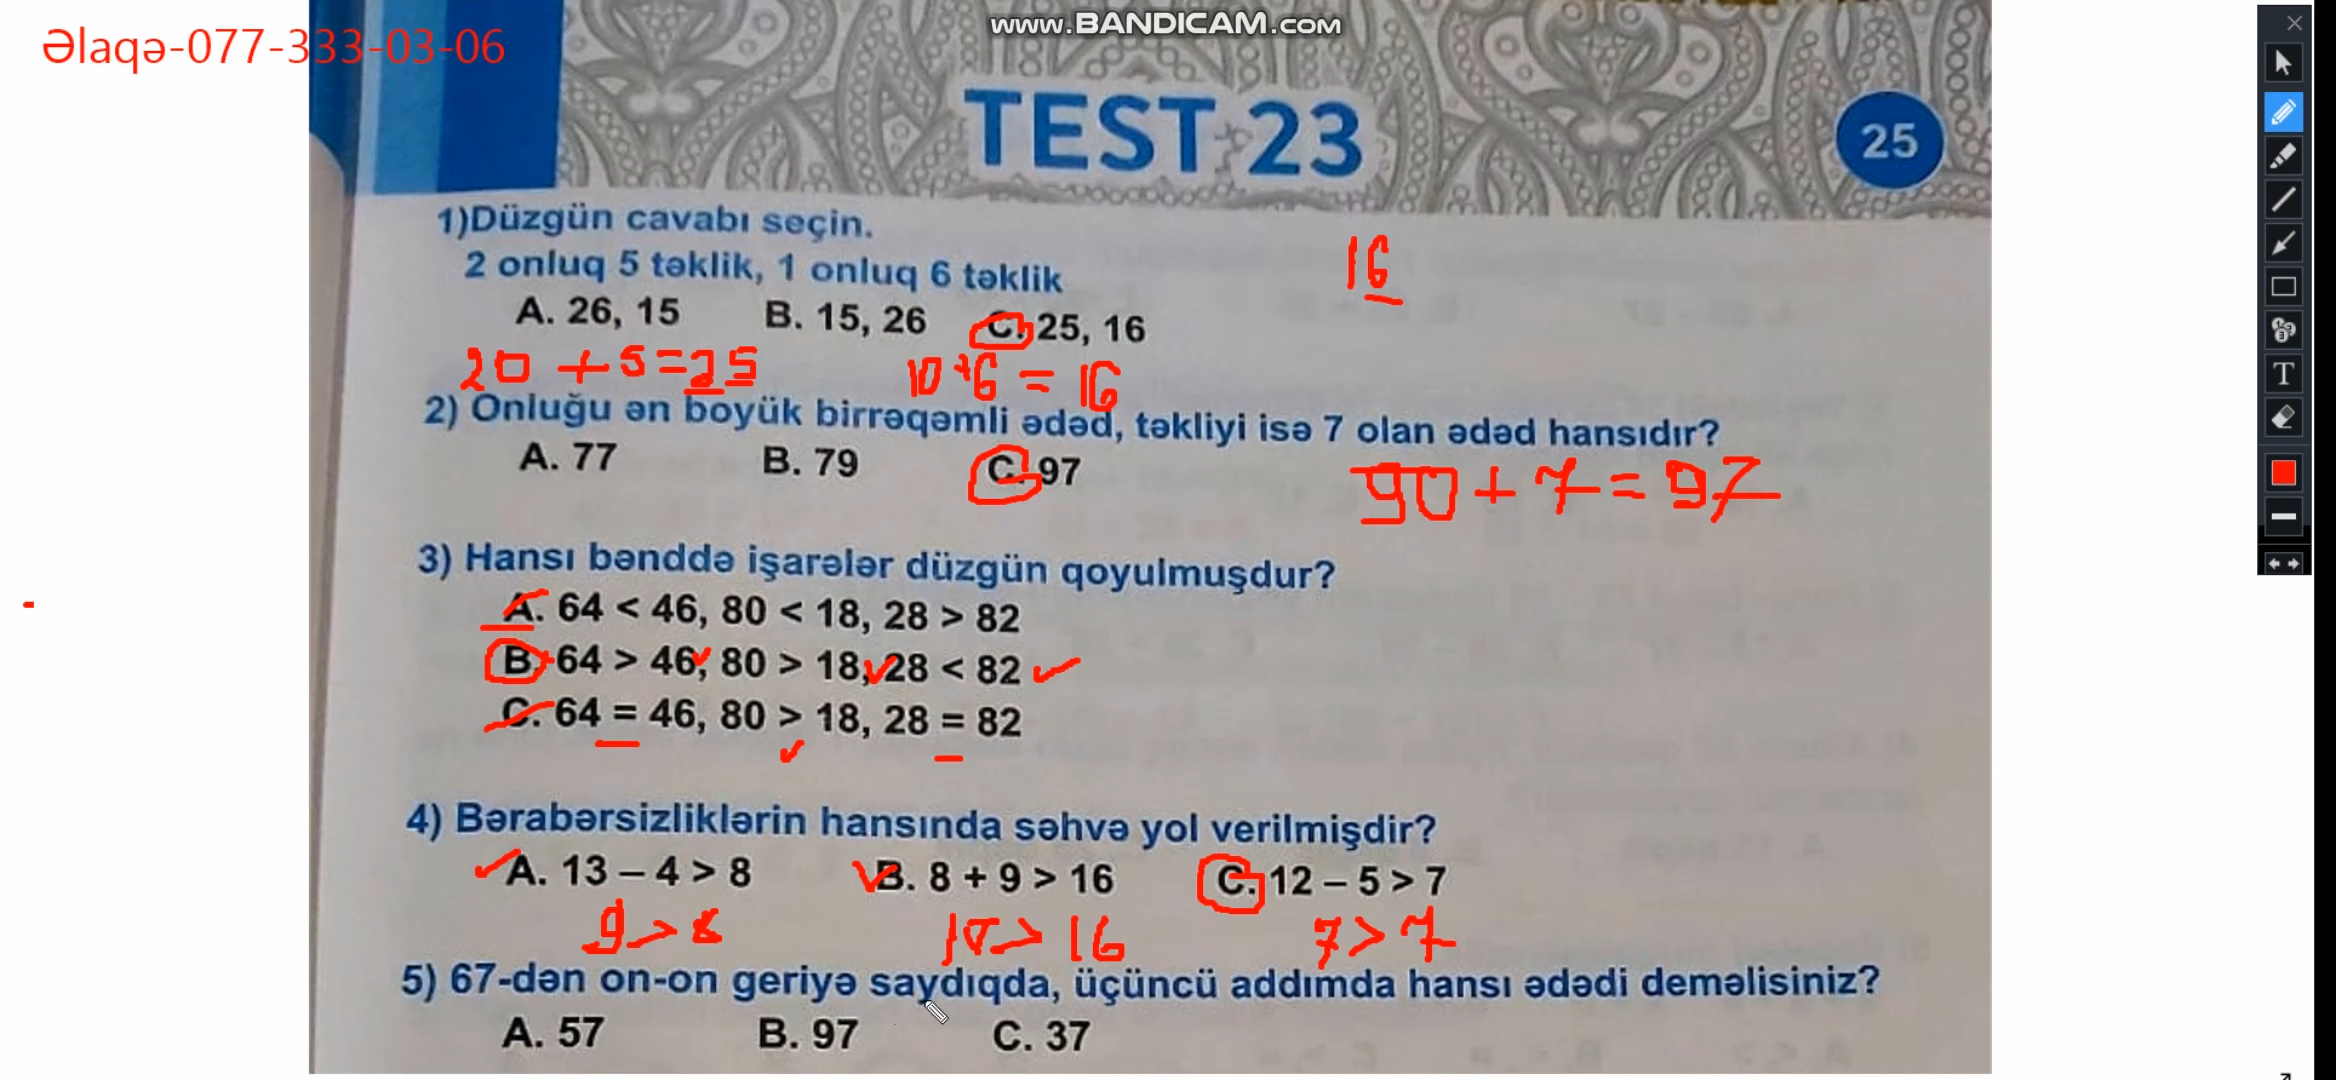 www.BANDICAM.com
Əlaqə-077-333-03-06
TEST 23
25
1)Düzgün cavabı seçin.
2 onluq 5 təklik, 1 onluq 6 təklik
16
A. 26, 15 B. 15, 26 C. 25, 16
20 + 5 = 25 10+6 = 16
2) Onluğu ən boyük birrəqəmli ədəd, təkliyi isə 7 olan ədəd hansıdır?
A. 77 B. 79 C. 97
90 + 7 = 97
3) Hansı bənddə işarələr düzgün qoyulmuşdur?
A. 64 < 46, 80 < 18, 28 > 82
B. 64 > 46, 80 > 18, 28 < 82
C. 64 = 46, 80 > 18, 28 = 82
4) Bərabərsizliklərin hansında səhvə yol verilmişdir?
A. 13 – 4 > 8 B. 8 + 9 > 16 C. 12 – 5 > 7
9 > 8 17 > 16 7 > 7
5) 67-dən on-on geriyə saydıqda, üçüncü addımda hansı ədədi deməlisiniz?
A. 57 B. 97 C. 37